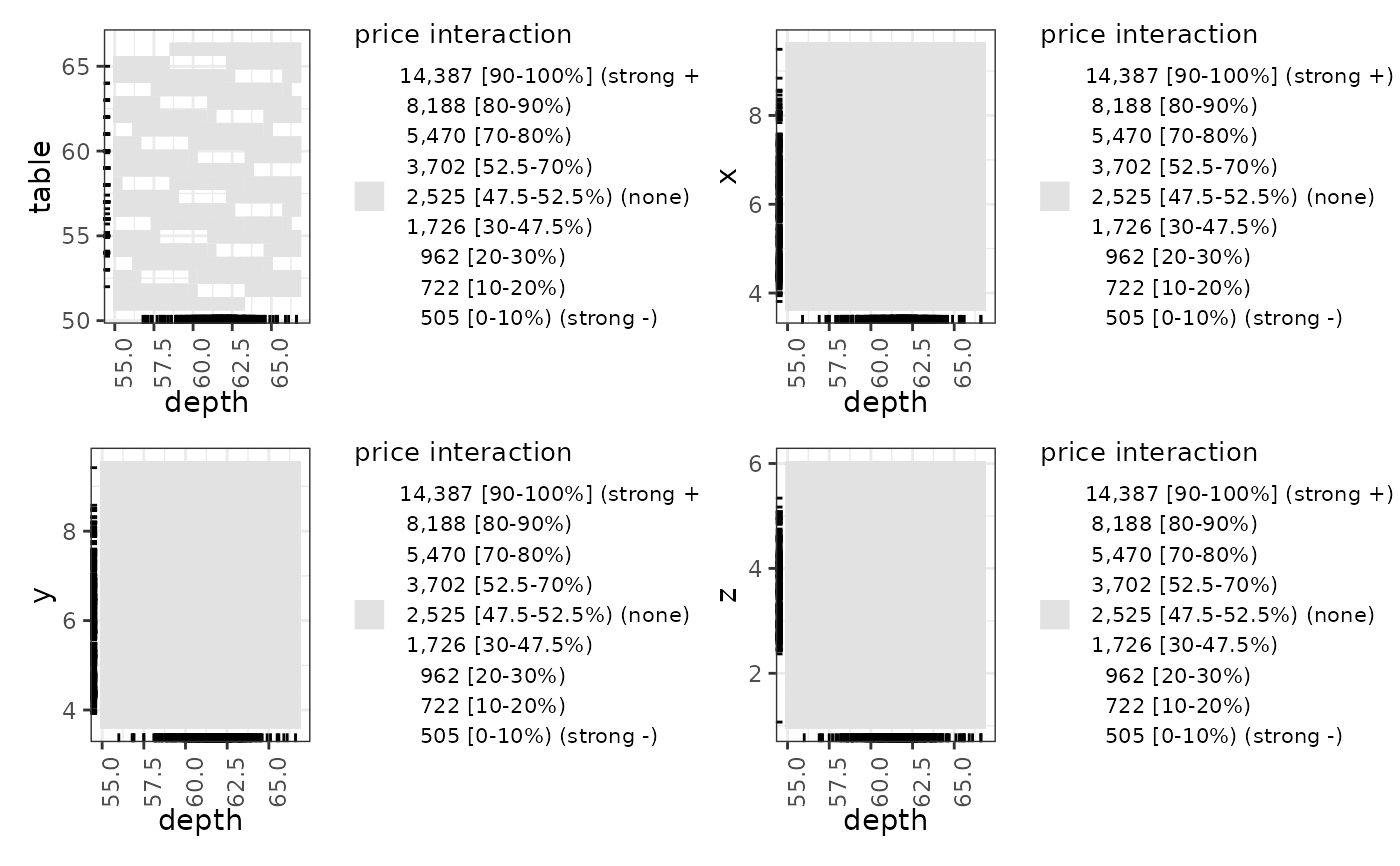 price interaction
14,387 [90-100%] (strong +
8,188 [80-90%)
5,470 [70-80%)
3,702 [52.5-70%)
2,525 [47.5-52.5%) (none)
1,726 [30-47.5%)
962 [20-30%)
722 [10-20%)
505 [0-10%) (strong -)
table
65
60
55
50
55.0
57.5
60.0
62.5
65.0
depth
price interaction
14,387 [90-100%] (strong +)
8,188 [80-90%)
5,470 [70-80%)
3,702 [52.5-70%)
2,525 [47.5-52.5%) (none)
1,726 [30-47.5%)
962 [20-30%)
722 [10-20%)
505 [0-10%) (strong -)
x
8
6
4
55.0
57.5
60.0
62.5
65.0
depth
price interaction
14,387 [90-100%] (strong +
8,188 [80-90%)
5,470 [70-80%)
3,702 [52.5-70%)
2,525 [47.5-52.5%) (none)
1,726 [30-47.5%)
962 [20-30%)
722 [10-20%)
505 [0-10%) (strong -)
y
8
6
4
55.0
57.5
60.0
62.5
65.0
depth
price interaction
14,387 [90-100%] (strong +)
8,188 [80-90%)
5,470 [70-80%)
3,702 [52.5-70%)
2,525 [47.5-52.5%) (none)
1,726 [30-47.5%)
962 [20-30%)
722 [10-20%)
505 [0-10%) (strong -)
z
6
4
2
55.0
57.5
60.0
62.5
65.0
depth